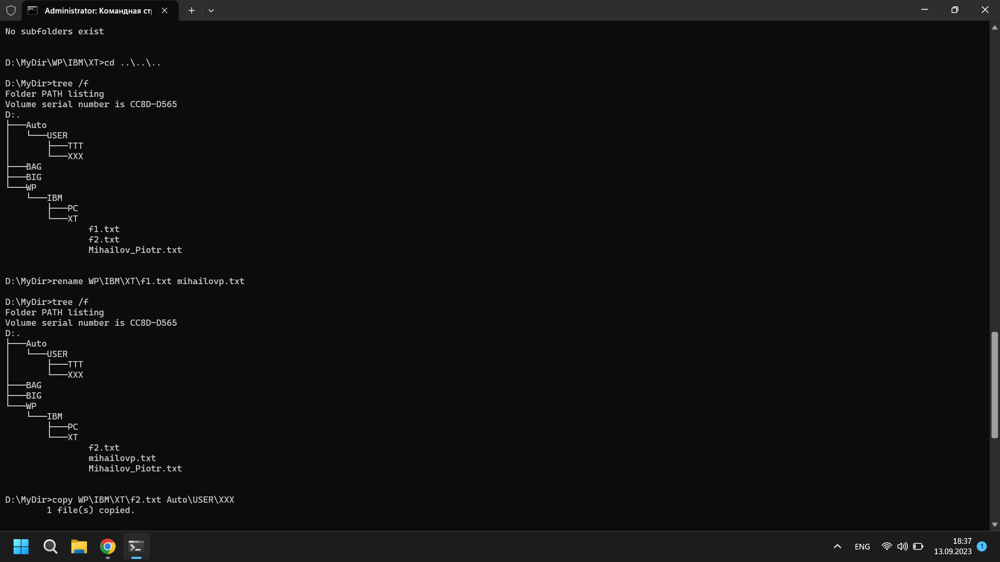 Administrator: Командная ст
No subfolders exist
D:\MyDir\WP\IBM\XT>cd ..\..\..
D:\MyDir>tree /f
Folder PATH listing
Volume serial number is CC8D-D565
D:.
├───Auto
│   └───USER
│       ├───TTT
│       └───XXX
├───BAG
├───BIG
└───WP
    └───IBM
        ├───PC
        └───XT
                f1.txt
                f2.txt
                Mihailov_Piotr.txt
D:\MyDir>rename WP\IBM\XT\f1.txt mihailovp.txt
D:\MyDir>tree /f
Folder PATH listing
Volume serial number is CC8D-D565
D:.
├───Auto
│   └───USER
│       ├───TTT
│       └───XXX
├───BAG
├───BIG
└───WP
    └───IBM
        ├───PC
        └───XT
                f2.txt
                mihailovp.txt
                Mihailov_Piotr.txt
D:\MyDir>copy WP\IBM\XT\f2.txt Auto\USER\XXX
        1 file(s) copied.
ENG
18:37
13.09.2023
1